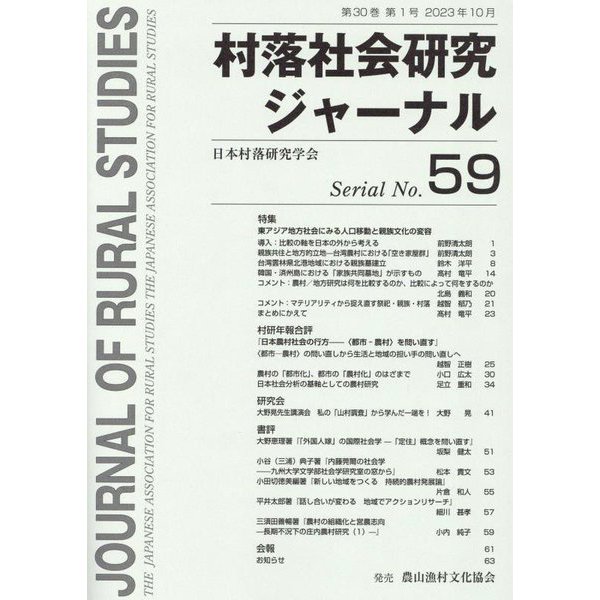 JOURNAL OF RURAL STUDIES
THE JAPANESE ASSOCIATION FOR RURAL STUDIES THE JAPANESE ASSOCIATION FOR RURAL STUDIES
第30巻 第1号 2023年10月
村落社会研究
ジャーナル
日本村落研究学会
Serial No. 59
特集
東アジア地方社会にみる人口移動と親族文化の変容
導入：比較の軸を日本の外から考える 前野清太朗 1
親族共住と地方的立地―台湾農村における「空き家屋群」 前野清太朗 3
台湾雲林県北港地域における親族墓建立 鈴木 洋平 8
韓国・済州島における「家族共同墓地」が示すもの 髙村 竜平 14
コメント：農村／地方研究は何を比較するのか、比較によって何をするのか
北島 義和 20
コメント：マテリアリティから捉え直す祭祀・親族・村落 越智 郁乃 21
まとめにかえて 髙村 竜平 23
村研年報合評
『日本農村社会の行方――〈都市－農村〉を問い直す』
〈都市―農村〉の問い直しから生活と地域の担い手の問い直しへ
越智 正樹 25
農村の「都市化」、都市の「農村化」のはざまで 小口 広太 30
日本社会分析の基軸としての農村研究 足立 重和 34
研究会
大野晃先生講演会 私の「山村調査」から学んだ一端を！ 大野 晃 41
書評
大野恵理著『「外国人嫁」の国際社会学 ―「定住」概念を問い直す』
坂梨 健太 51
小谷（三浦）典子著『内藤莞爾の社会学
――九州大学文学部社会学研究室の窓から』 松本 貴文 53
小田切徳美編著『新しい地域をつくる 持続的農村発展論』
片倉 和人 55
平井太郎著『話し合いが変わる 地域でアクションリサーチ』
細川 甚孝 57
三須田善暢著『農村の組織化と営農志向
―長期不況下の庄内農村研究（1）―』 小内 純子 59
会報 61
お知らせ 63
発売 農山漁村文化協会